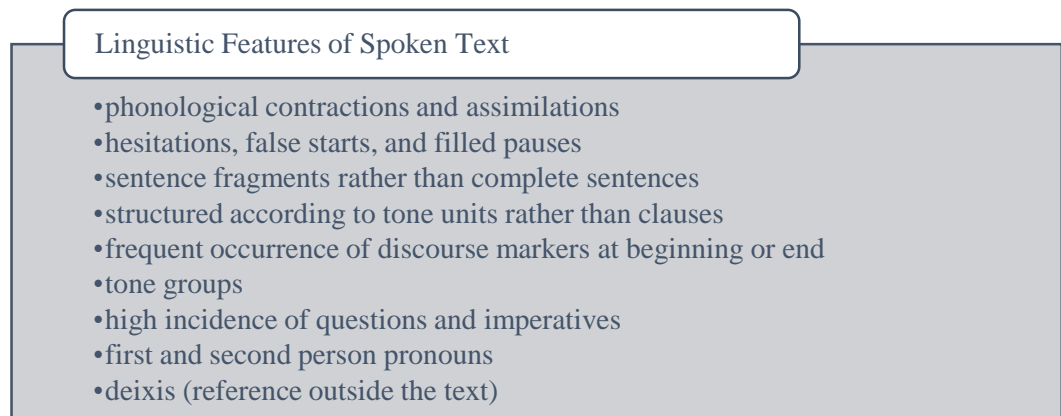 Linguistic Features of Spoken Text
•phonological contractions and assimilations
•hesitations, false starts, and filled pauses
•sentence fragments rather than complete sentences
•structured according to tone units rather than clauses
•frequent occurrence of discourse markers at beginning or end
•tone groups
•high incidence of questions and imperatives
•first and second person pronouns
•deixis (reference outside the text)